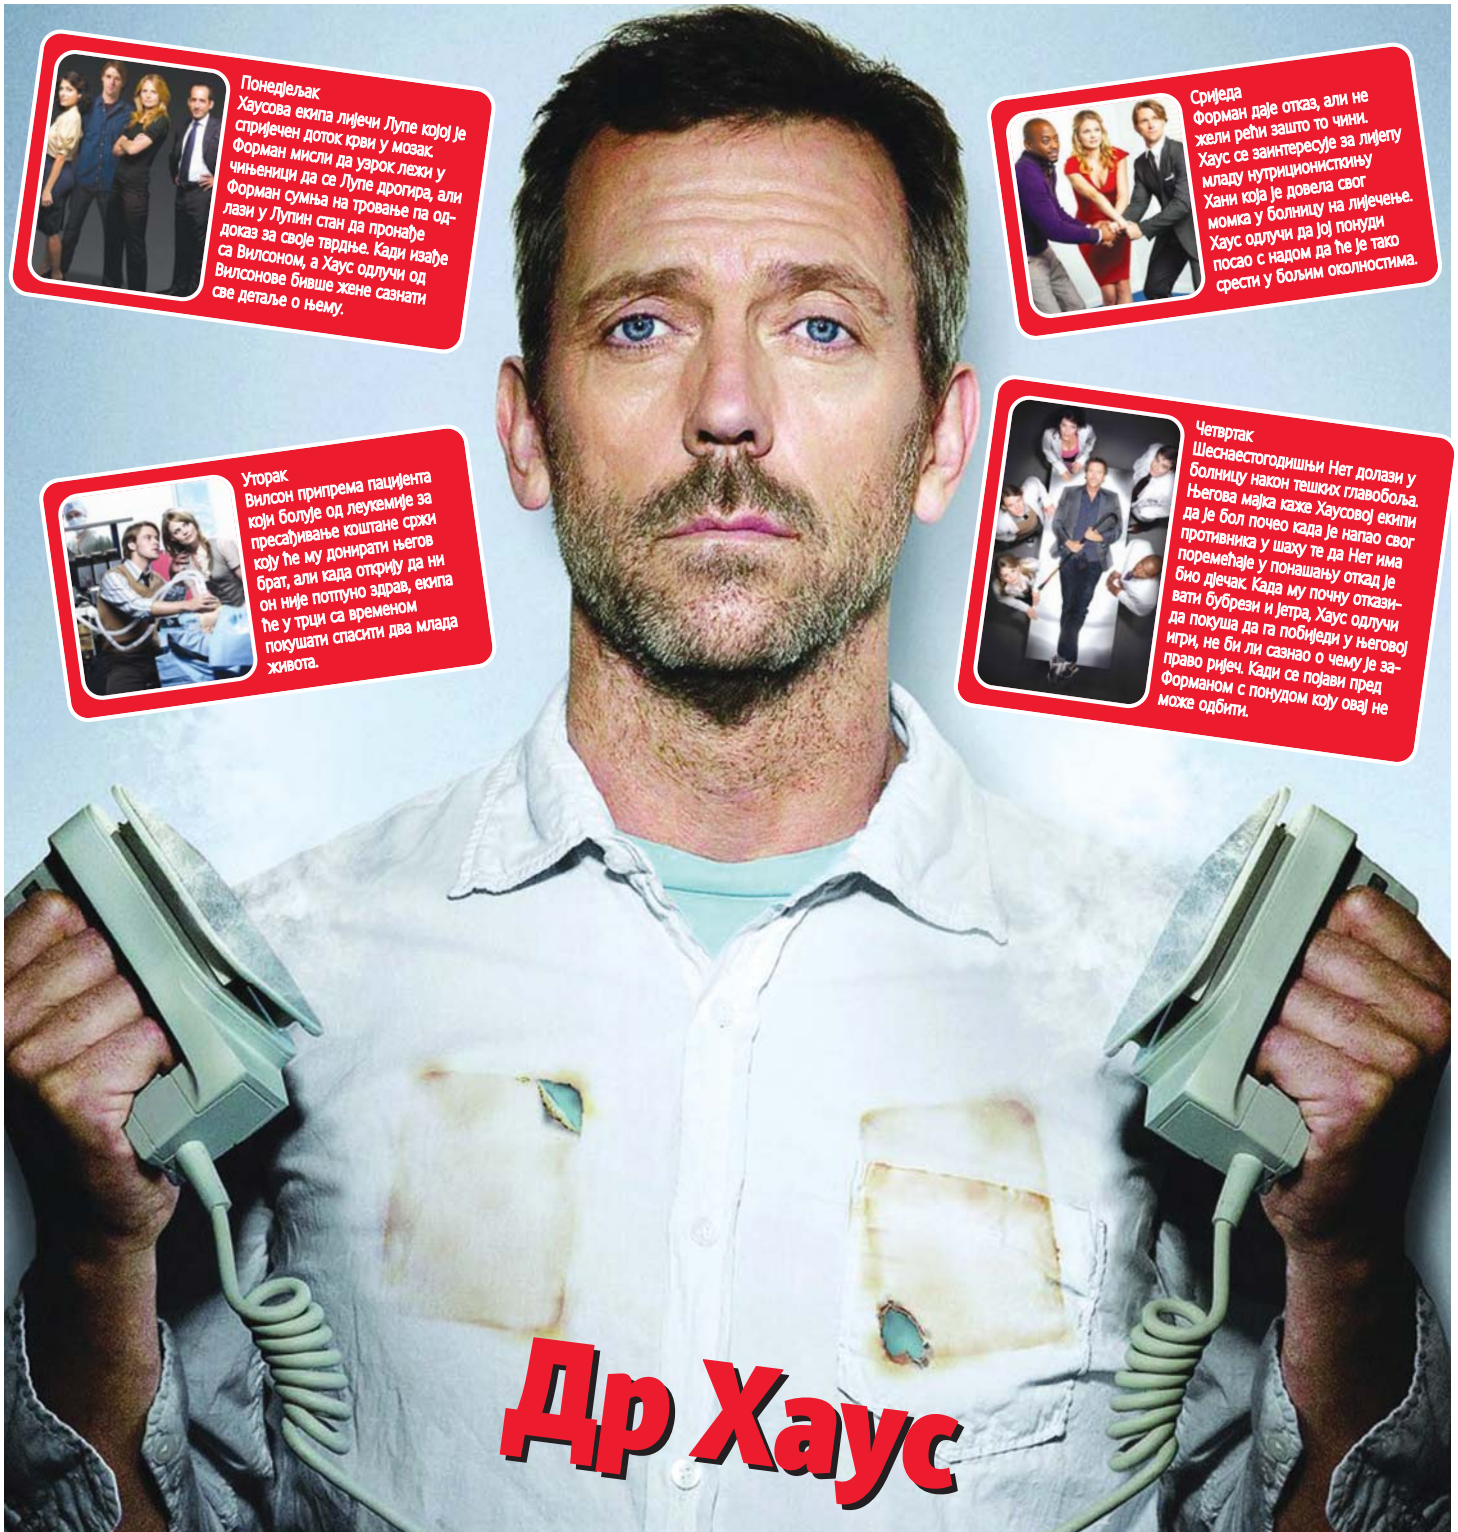 Понедјељак
Хаусова екипа лијечи Лупе којој је
спријечен доток крви у мозак.
Форман мисли да узрок лежи у
чињеници да се Лупе дрогира, али
Форман сумња на тровање па од-
лази у Лупин стан да пронађе
доказ за своје тврдње. Кади изађе
са Вилсоном, а Хаус одлучи од
Вилсонове бивше жене сазнати
све детаље о њему.
Уторак
Вилсон припрема пацијента
који болује од леукемије за
пресађивање коштане сржи
коју ће му донирати његов
брат, али када открију да ни
он није потпуно здрав, екипа
ће у трци са временом
покушати спасити два млада
живота.
Сриједа
Форман даје отказ, али не
жели рећи зашто то чини.
Хаус се заинтересује за лијепу
младу нутриционисткињу
Хани која је довела свог
момка у болницу на лијечење.
Хаус одлучи да јој понуди
посао с надом да ће је тако
срести у бољим околностима.
Четвртак
Шеснаестогодишњи Нет долази у
болницу након тешких главобоља.
Његова мајка каже Хаусовој екипи
да је бол почео када је напао свог
противника у шаху те да Нет има
поремећаје у понашању откад је
био дјечак. Када му почну откази-
вати бубрези и јетра, Хаус одлучи
да покуша да га побиједи у његовој
игри, не би ли сазнао о чему је за-
право ријеч. Кади се појави пред
Форманом с понудом коју овај не
може одбити.
Др Хаус